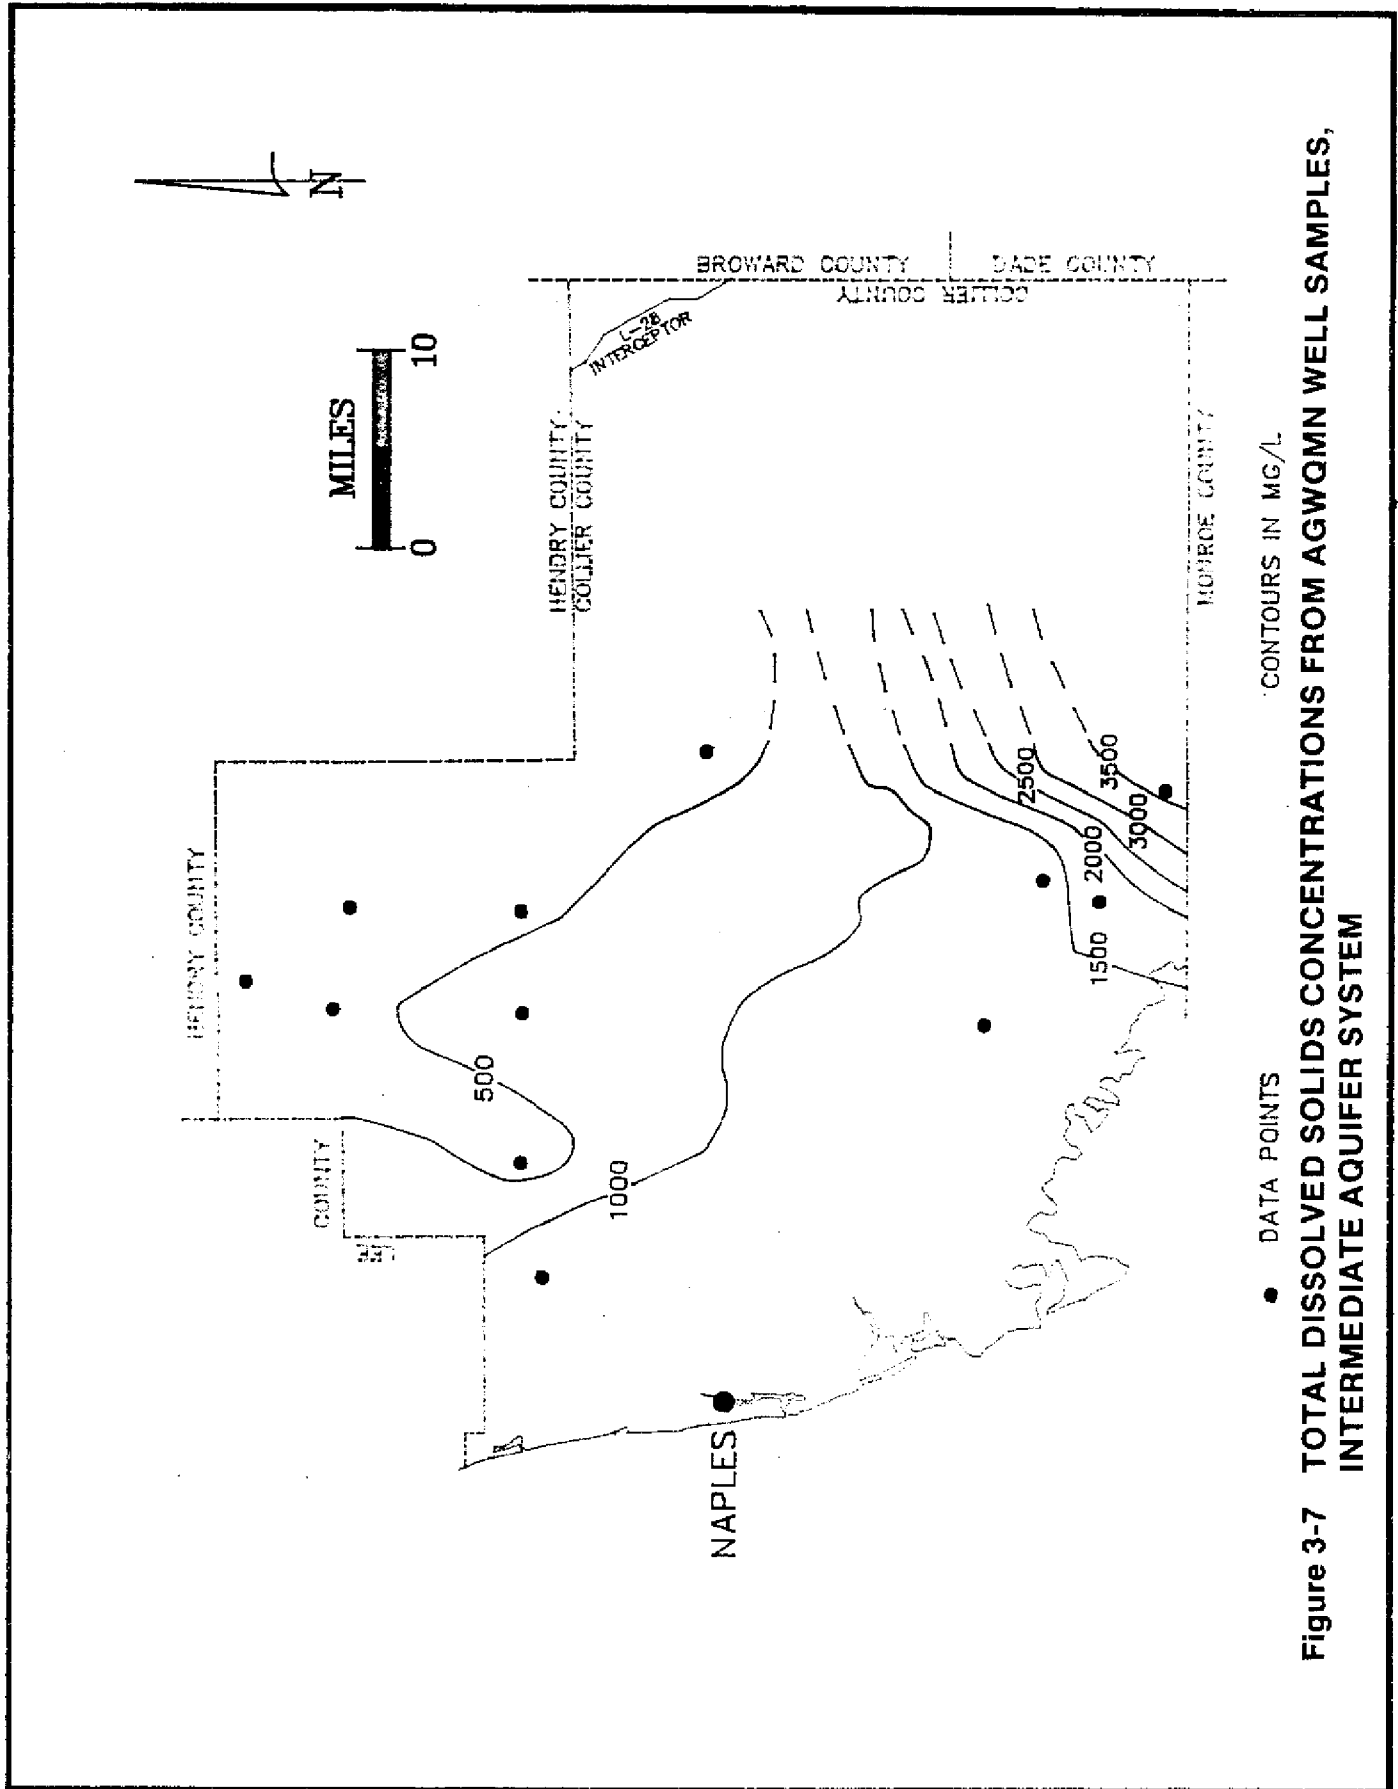 N
MILES
0 10
HENDRY COUNTY
HENDRY COUNTY
COLLIER COUNTY
L-28
INTERCEPTOR
LEE
COUNTY
BROWARD COUNTY
DADE COUNTY
COLLIER COUNTY
500
1000
NAPLES
2500
2000
3500
1500
3000
MONROE COUNTY
DATA POINTS
CONTOURS IN MG/L
Figure 3-7 TOTAL DISSOLVED SOLIDS CONCENTRATIONS FROM AGWQMN WELL SAMPLES,
INTERMEDIATE AQUIFER SYSTEM